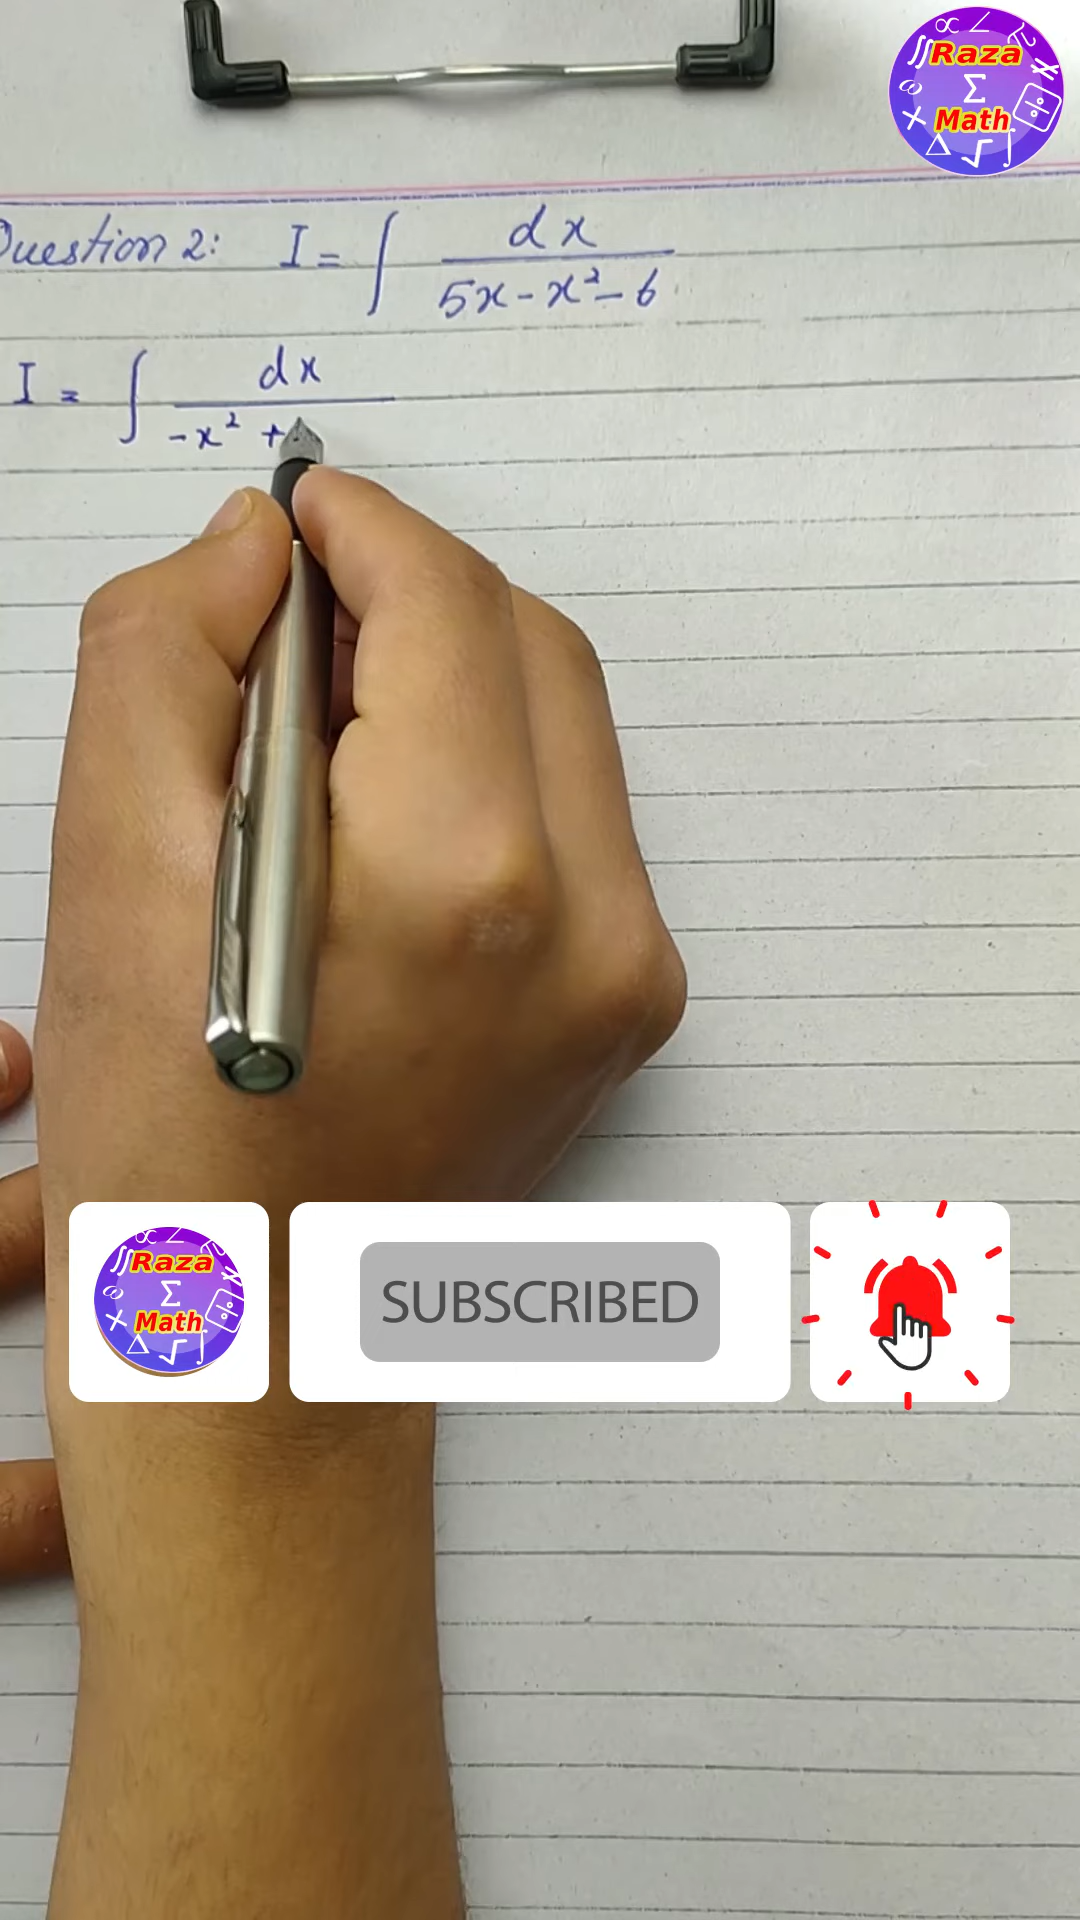 Raza
Σ
Math
Question 2: I = ∫ dx / (5x - x² - 6)
I = ∫ dx / (-x² +
Raza
Σ
Math
SUBSCRIBED